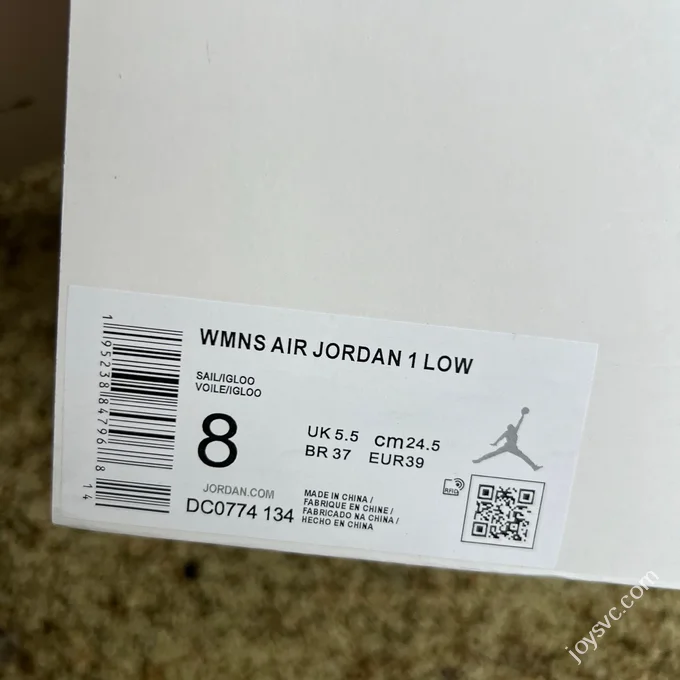 WMNS AIR JORDAN 1 LOW
SAIL/IGLOO
VOILE/IGLOO
8
UK 5.5 cm 24.5
BR 37 EUR39
JORDAN.COM
DC0774 134
MADE IN CHINA /
FABRIQUE EN CHINE /
FABRICADO NA CHINA /
HECHO EN CHINA
RFID
1 95238 84796 8
14
joysvc.com